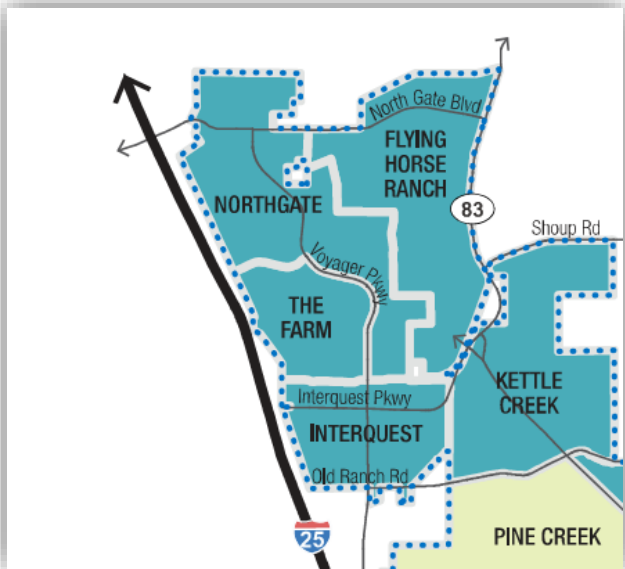 North Gate Blvd
FLYING
HORSE
RANCH
NORTHGATE
83
Shoup Rd
Voyager Pkwy
THE
FARM
KETTLE
CREEK
Interquest Pkwy
INTERQUEST
Old Ranch Rd
25
PINE CREEK